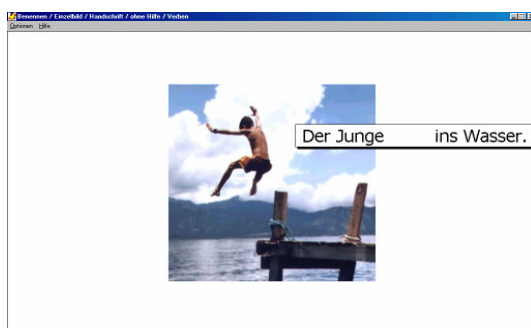 Benennen / Einzelbild / Handschrift / ohne Hilfe / Verben
Optionen Hilfe
Der Junge ins Wasser.